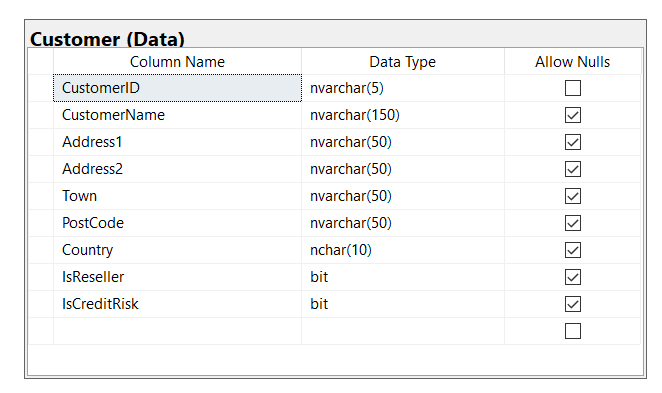 Customer (Data)
Column Name Data Type Allow Nulls
CustomerID nvarchar(5)
CustomerName nvarchar(150)
Address1 nvarchar(50)
Address2 nvarchar(50)
Town nvarchar(50)
PostCode nvarchar(50)
Country nchar(10)
IsReseller bit
IsCreditRisk bit